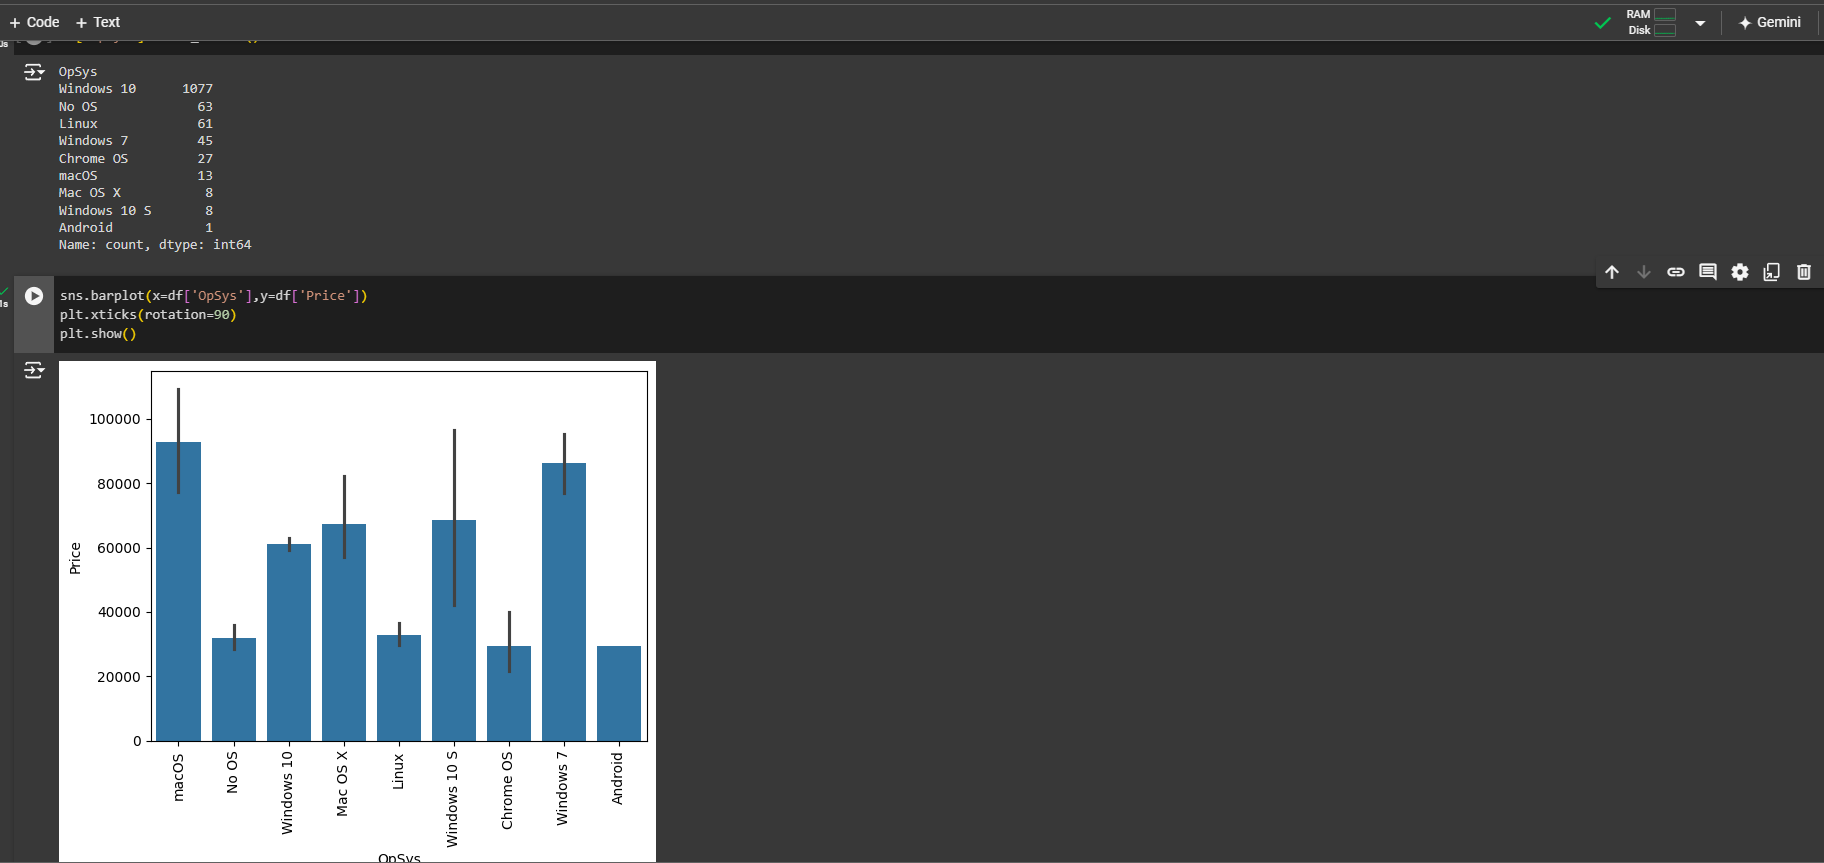 + Code + Text
RAM
Disk
Gemini
OpSys
Windows 10 1077
No OS 63
Linux 61
Windows 7 45
Chrome OS 27
macOS 13
Mac OS X 8
Windows 10 S 8
Android 1
Name: count, dtype: int64
1s
sns.barplot(x=df['OpSys'],y=df['Price'])
plt.xticks(rotation=90)
plt.show()
100000
80000
60000
40000
20000
0
Price
macOS
No OS
Windows 10
Mac OS X
Linux
Windows 10 S
Chrome OS
Windows 7
Android
OpSys